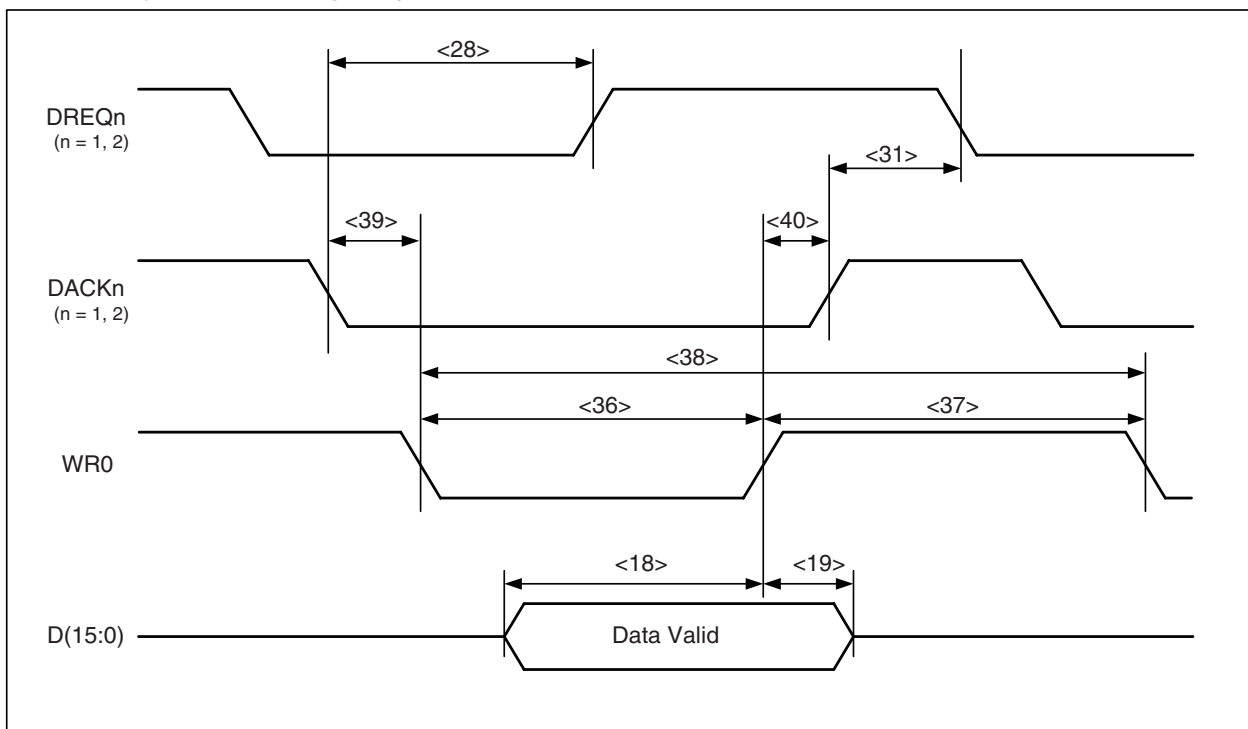 <28>
DREQn
(n = 1, 2)
<31>
<39>
<40>
DACKn
(n = 1, 2)
<38>
<36>
<37>
WR0
<18>
<19>
D(15:0)
Data Valid